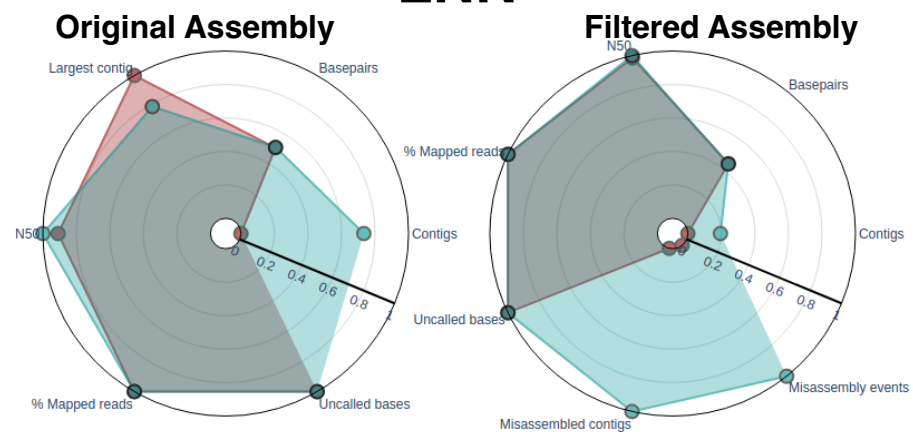 Original Assembly
Filtered Assembly
Largest contig
Basepairs
N50
Contigs
0
0.2
0.4
0.6
0.8
1
% Mapped reads
Uncalled bases
N50
Basepairs
% Mapped reads
Contigs
0
0.2
0.4
0.6
0.8
1
Uncalled bases
Misassembly events
Misassembled contigs